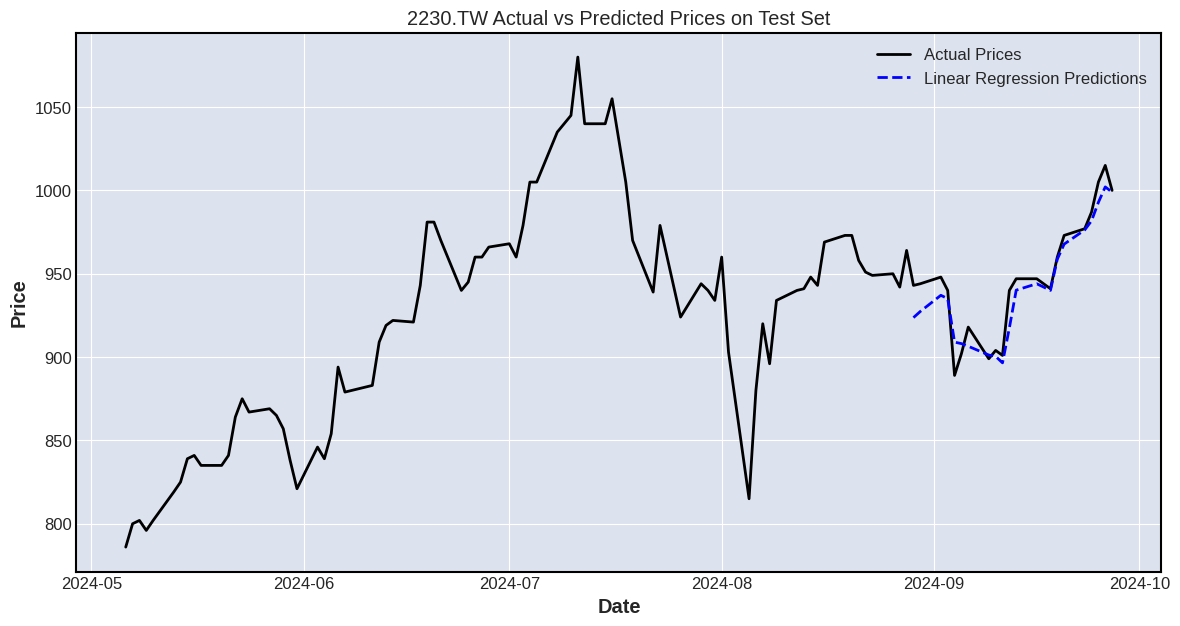 2230.TW Actual vs Predicted Prices on Test Set
Actual Prices
Linear Regression Predictions
Price
1050
1000
950
900
850
800
2024-05
2024-06
2024-07
2024-08
2024-09
2024-10
Date